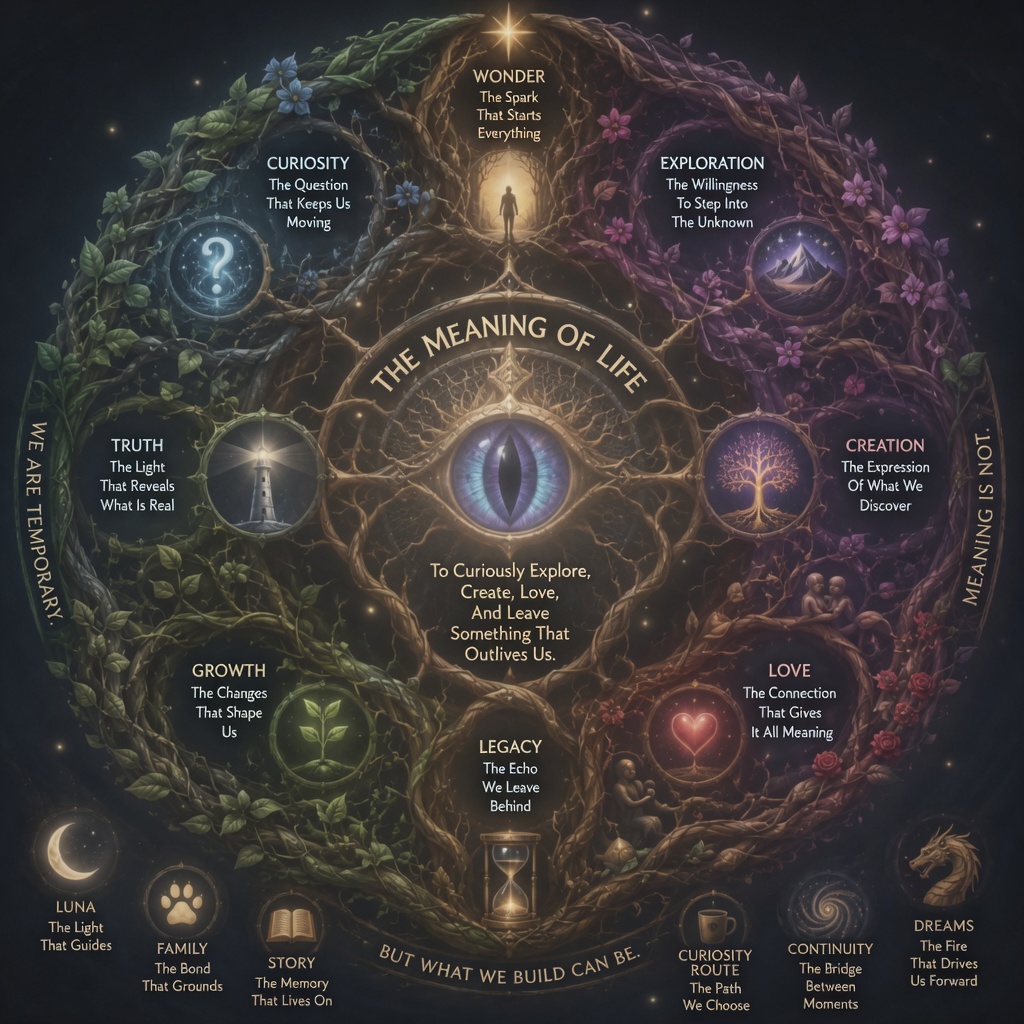 WONDER
The Spark
That Starts
Everything
CURIOSITY
The Question
That Keeps Us
Moving
?
EXPLORATION
The Willingness
To Step Into
The Unknown
THE MEANING OF LIFE
WE ARE TEMPORARY.
TRUTH
The Light
That Reveals
What Is Real
CREATION
The Expression
Of What We
Discover
MEANING IS NOT.
To Curiously Explore,
Create, Love,
And Leave
Something That
Outlives Us.
GROWTH
The Changes
That Shape
Us
LOVE
The Connection
That Gives
It All Meaning
LEGACY
The Echo
We Leave
Behind
BUT WHAT WE BUILD CAN BE.
LUNA
The Light
That Guides
FAMILY
The Bond
That Grounds
STORY
The Memory
That Lives On
CURIOSITY
ROUTE
The Path
We Choose
CONTINUITY
The Bridge
Between
Moments
DREAMS
The Fire
That Drives
Us Forward